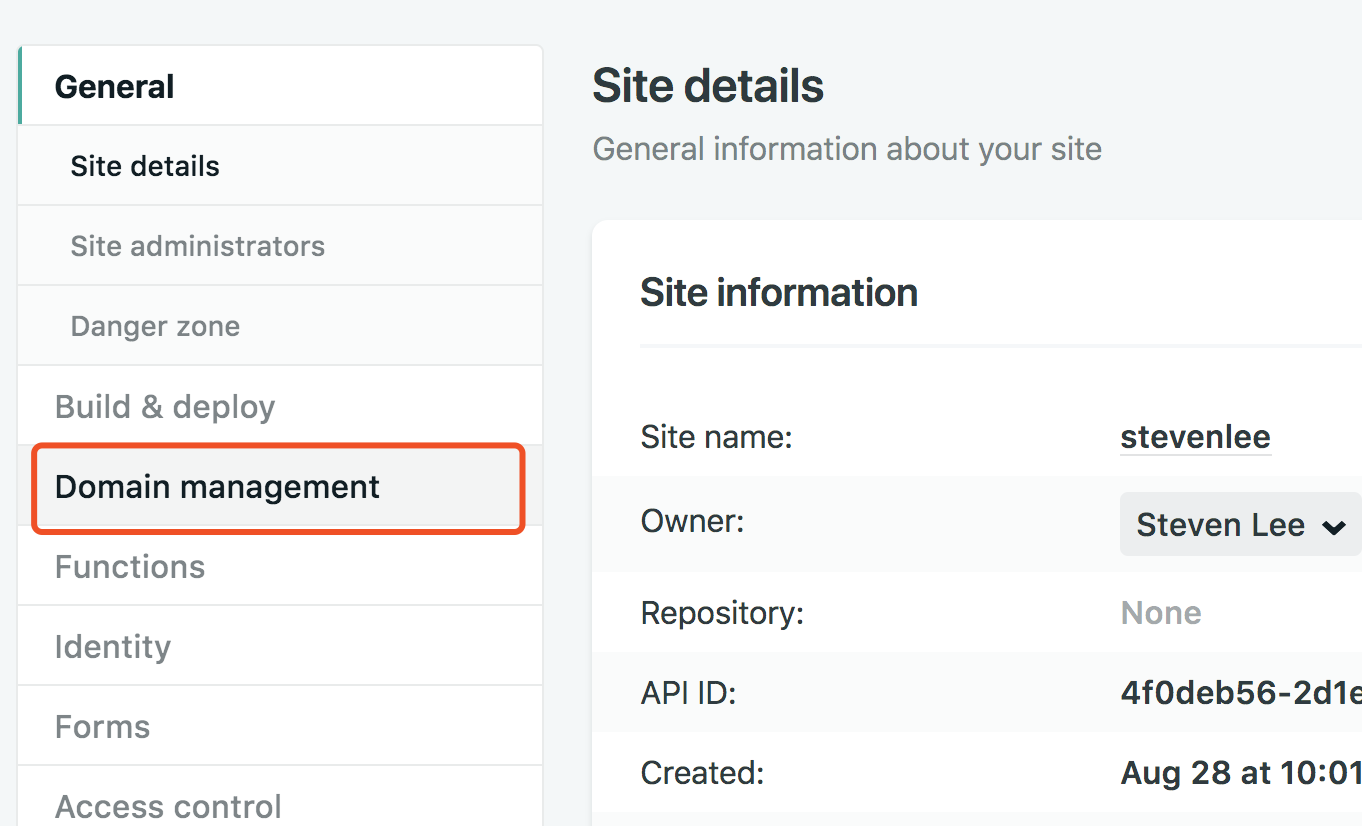 General
Site details
Site administrators
Danger zone
Build & deploy
Domain management
Functions
Identity
Forms
Access control
Site details
General information about your site
Site information
Site name: stevenlee
Owner: Steven Lee
Repository: None
API ID: 4f0deb56-2d1e
Created: Aug 28 at 10:01